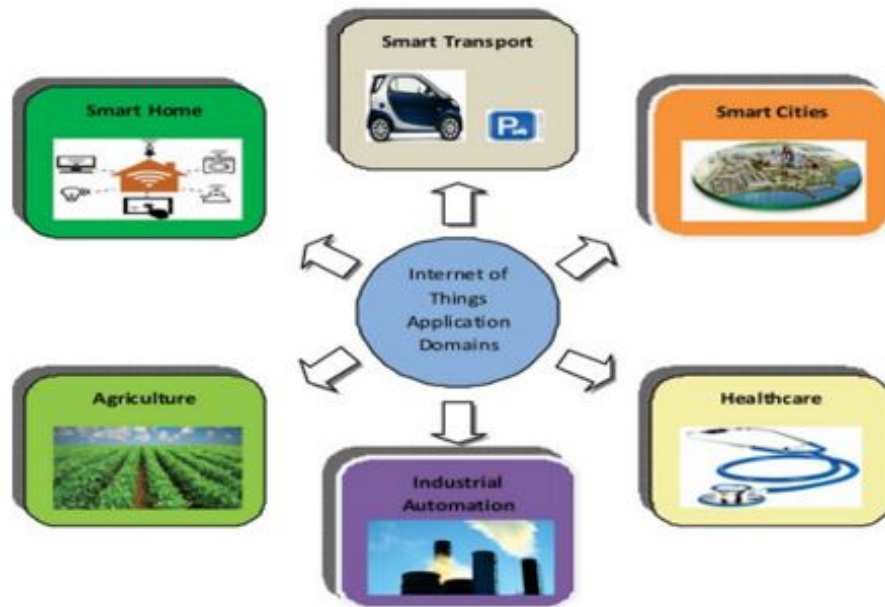 Smart Transport
P
Smart Home
Smart Cities
Internet of
Things
Application
Domains
Agriculture
Healthcare
Industrial
Automation